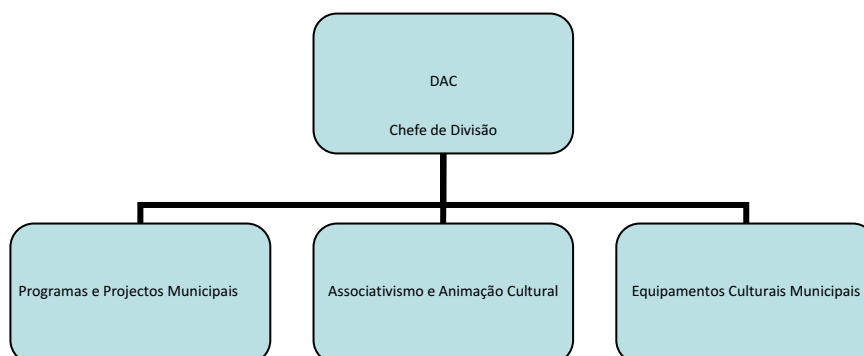 DAC
Chefe de Divisão
Programas e Projectos Municipais
Associativismo e Animação Cultural
Equipamentos Culturais Municipais